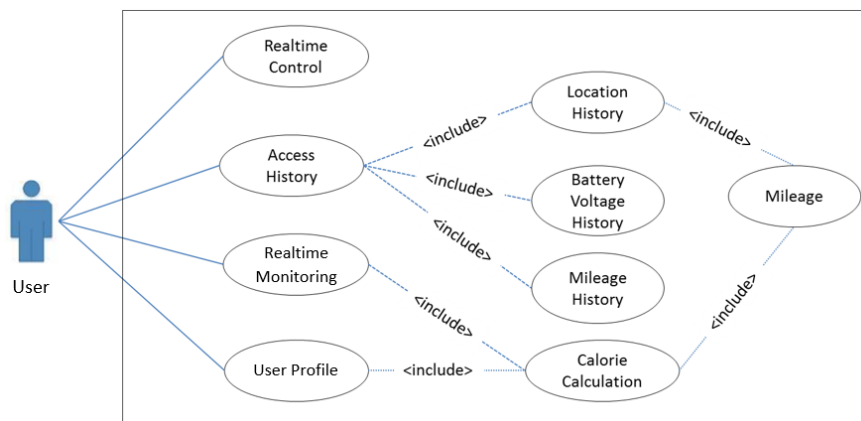 Realtime
Control
Location
History
<include>
<include>
Access
History
<include>
Battery
Voltage
History
Mileage
<include>
User
Realtime
Monitoring
Mileage
History
<include>
<include>
User Profile
<include>
Calorie
Calculation